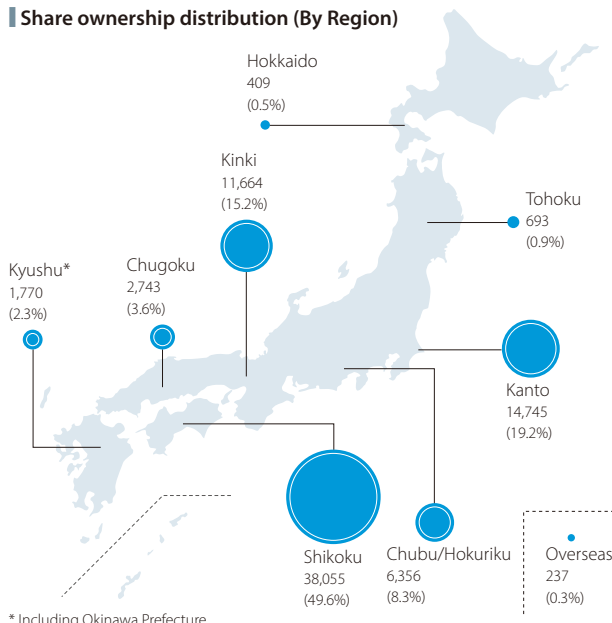 Share ownership distribution (By Region)
Hokkaido
409
(0.5%)
Kinki
11,664
(15.2%)
Tohoku
693
(0.9%)
Kyushu*
1,770
(2.3%)
Chugoku
2,743
(3.6%)
Kanto
14,745
(19.2%)
Shikoku
38,055
(49.6%)
Chubu/Hokuriku
6,356
(8.3%)
Overseas
237
(0.3%)
* Including Okinawa Prefecture